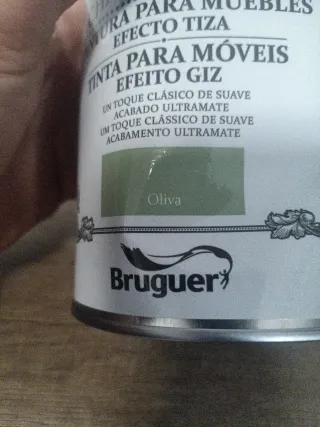 PARA MUEBLES
EFECTO TIZA
TINTA PARA MÓVEIS
EFEITO GIZ
UN TOQUE CLÁSICO DE SUAVE
ACABADO ULTRAMATE
UM TOQUE CLÁSSICO DE SUAVE
ACABAMENTO ULTRAMATE
Oliva
Bruguer